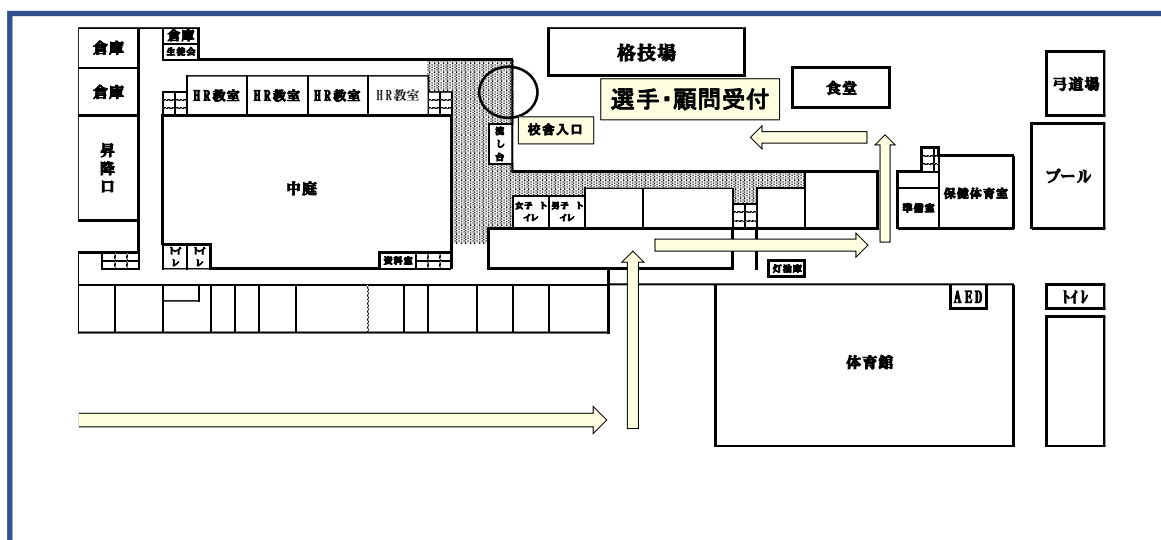 倉庫
生徒会
倉庫
倉庫
HR教室
HR教室
HR教室
HR教室
昇降口
中庭
トイレ
トイレ
資料室
流し台
校舎入口
格技場
選手・顧問受付
食堂
弓道場
プール
女子トイレ
男子トイレ
準備室
保健体育室
灯油庫
AED
トイレ
体育館